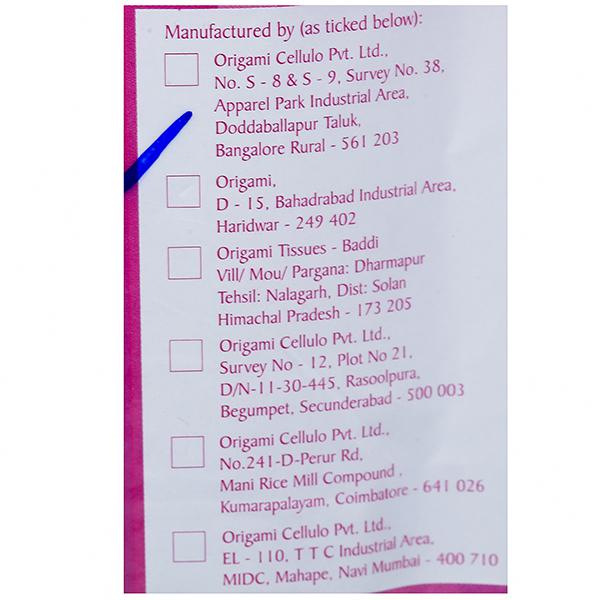 Manufactured by (as ticked below):
Origami Cellulo Pvt. Ltd.,
No. S - 8 & S - 9, Survey No. 38,
Apparel Park Industrial Area,
Doddaballapur Taluk,
Bangalore Rural - 561 203
Origami,
D - 15, Bahadrabad Industrial Area,
Haridwar - 249 402
Origami Tissues - Baddi
Vill/ Mou/ Pargana: Dharmapur
Tehsil: Nalagarh, Dist: Solan
Himachal Pradesh - 173 205
Origami Cellulo Pvt. Ltd.,
Survey No - 12, Plot No 21,
D/N-11-30-445, Rasoolpura,
Begumpet, Secunderabad - 500 003
Origami Cellulo Pvt. Ltd.,
No.241-D-Perur Rd,
Mani Rice Mill Compound,
Kumarapalayam, Coimbatore - 641 026
Origami Cellulo Pvt. Ltd.,
EL - 110, T T C Industrial Area,
MIDC, Mahape, Navi Mumbai - 400 710